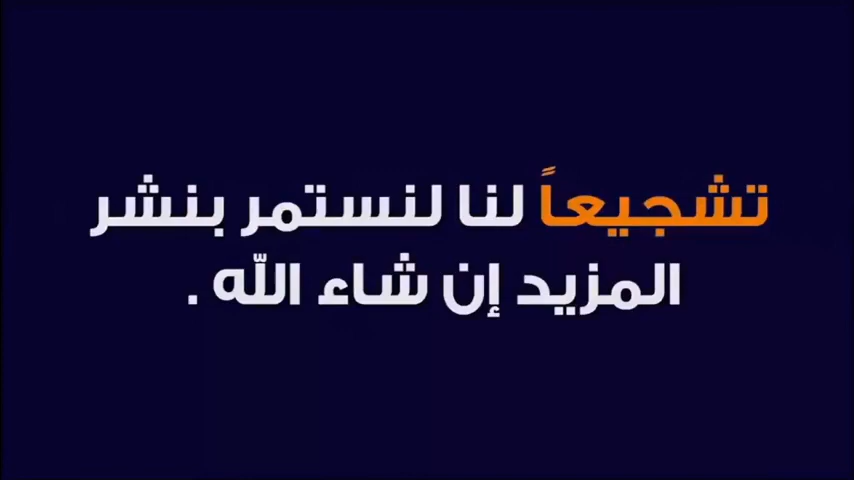 تشجيعاً لنا لنستمر بنشر
المزيد إن شاء الله .